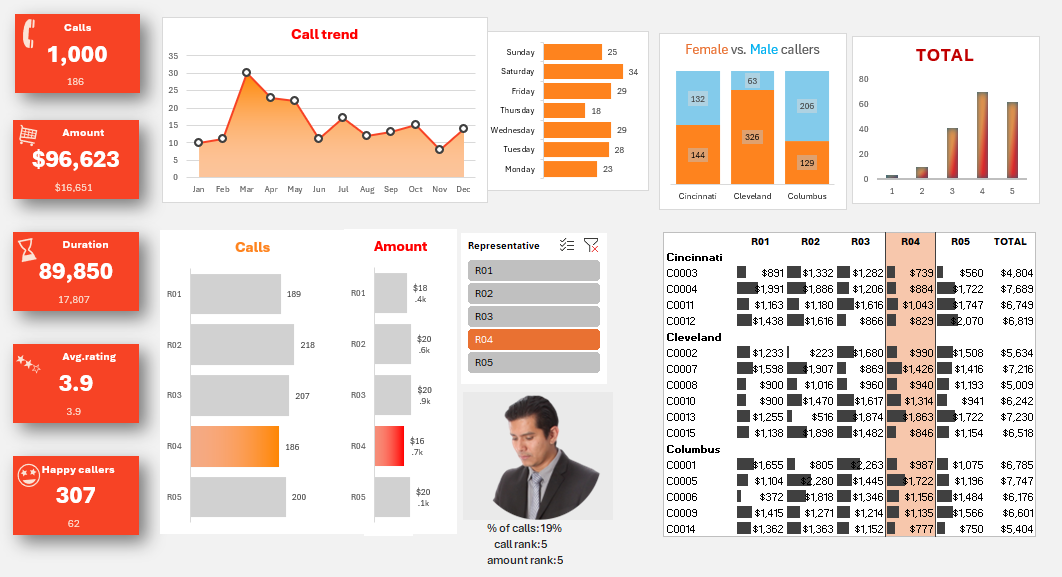 Calls
1,000
186
Amount
$96,623
$16,651
Duration
89,850
17,807
Avg.rating
3.9
3.9
Happy callers
307
62
Call trend
35
30
25
20
15
10
5
0
Jan Feb Mar Apr May Jun Jul Aug Sep Oct Nov Dec
Sunday 25
Saturday 34
Friday 29
Thursday 18
Wednesday 29
Tuesday 28
Monday 23
Female vs. Male callers
132 63 206
144 326 129
Cincinnati Cleveland Columbus
TOTAL
80
60
40
20
0
1 2 3 4 5
Calls
R01 189
R02 218
R03 207
R04 186
R05 200
Amount
R01 $18
.4k
R02 $20
.6k
R03 $20
.9k
R04 $16
.7k
R05 $20
.1k
Representative
R01
R02
R03
R04
R05
% of calls:19%
call rank:5
amount rank:5
R01 R02 R03 R04 R05 TOTAL
Cincinnati
C0003 $891 $1,332 $1,282 $739 $560 $4,804
C0004 $1,991 $1,886 $1,206 $884 $1,722 $7,689
C0011 $1,163 $1,180 $1,616 $1,043 $1,747 $6,749
C0012 $1,438 $1,616 $866 $829 $2,070 $6,819
Cleveland
C0002 $1,233 $223 $1,680 $990 $1,508 $5,634
C0007 $1,598 $1,907 $869 $1,426 $1,416 $7,216
C0008 $900 $1,016 $960 $940 $1,193 $5,009
C0010 $900 $1,470 $1,617 $1,314 $941 $6,242
C0013 $1,255 $516 $1,874 $1,863 $1,722 $7,230
C0015 $1,138 $1,898 $1,482 $846 $1,154 $6,518
Columbus
C0001 $1,655 $805 $2,263 $987 $1,075 $6,785
C0005 $1,104 $2,280 $1,445 $1,722 $1,196 $7,747
C0006 $372 $1,818 $1,346 $1,156 $1,484 $6,176
C0009 $1,415 $1,271 $1,214 $1,135 $1,566 $6,601
C0014 $1,362 $1,363 $1,152 $777 $750 $5,404